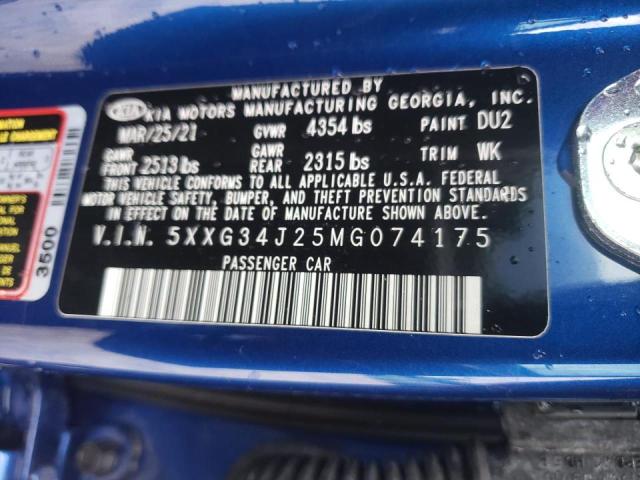 MANUFACTURED BY
KIA KIA MOTORS MANUFACTURING GEORGIA, INC.
MAR/25/21 GVWR 4354 lbs PAINT DU2
GAWR FRONT 2513 lbs GAWR REAR 2315 lbs TRIM WK
THIS VEHICLE CONFORMS TO ALL APPLICABLE U.S.A. FEDERAL
MOTOR VEHICLE SAFETY, BUMPER, AND THEFT PREVENTION STANDARDS
IN EFFECT ON THE DATE OF MANUFACTURE SHOWN ABOVE.
V.I.N. 5XXG34J25MG074175
PASSENGER CAR
3500